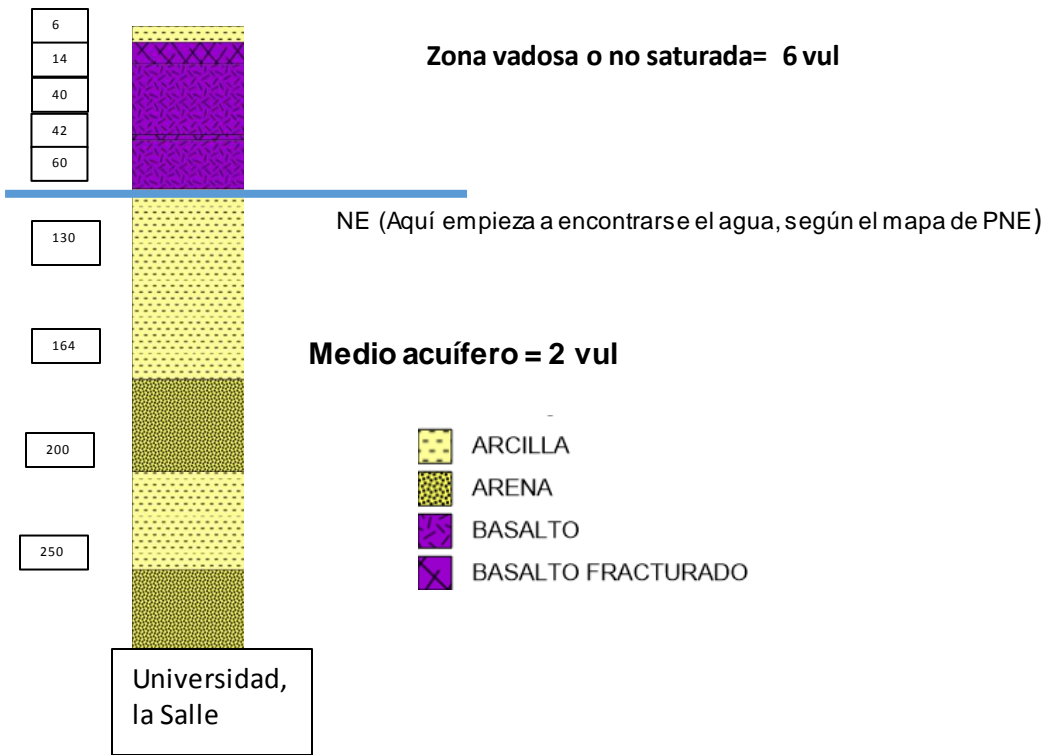 6
14
Zona vadosa o no saturada= 6 vul
40
42
60
NE (Aquí empieza a encontrarse el agua, según el mapa de PNE)
130
164
Medio acuífero = 2 vul
ARCILLA
200
ARENA
BASALTO
250
BASALTO FRACTURADO
Universidad,
la Salle